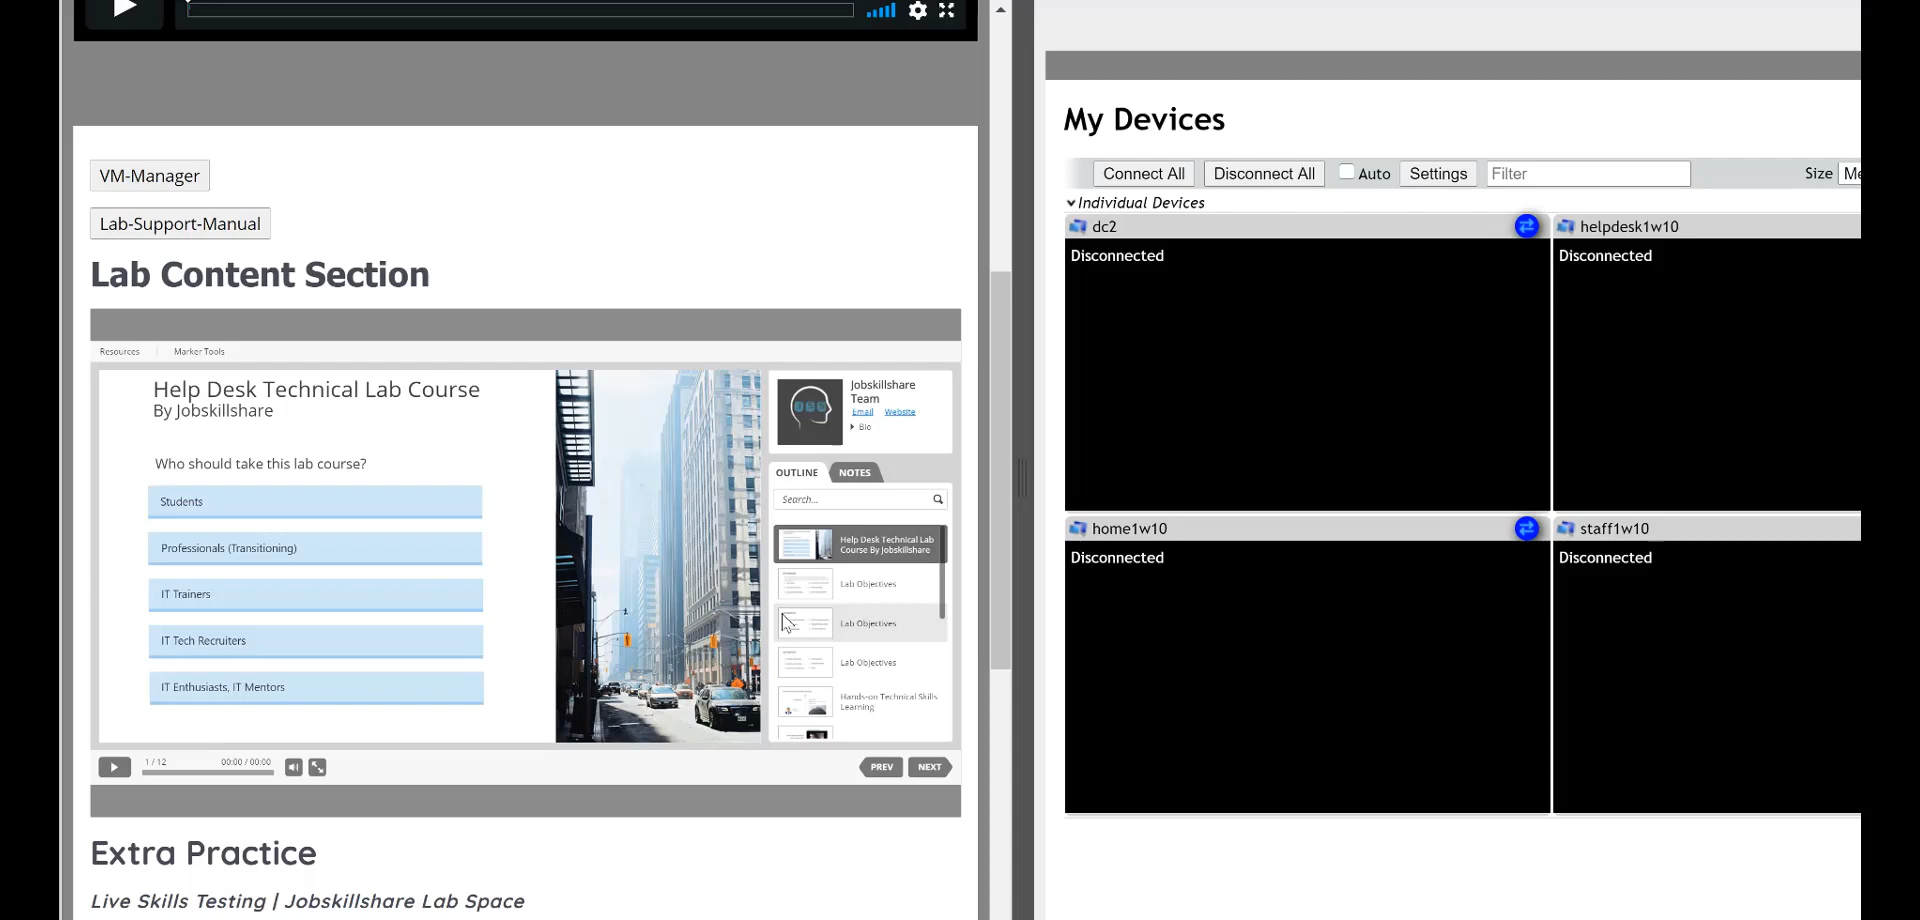 VM-Manager
Lab-Support-Manual
Lab Content Section
Resources
Marker Tools
Help Desk Technical Lab Course
By Jobskillshare
Who should take this lab course?
Students
Professionals (Transitioning)
IT Trainers
IT Tech Recruiters
IT Enthusiasts, IT Mentors
Jobskillshare
Team
Email Website
Bio
OUTLINE NOTES
Search...
Help Desk Technical Lab
Course By Jobskillshare
Lab Objectives
Lab Objectives
Lab Objectives
Hands-on Technical Skills
Learning
1 / 12
00:00 / 00:00
PREV NEXT
Extra Practice
Live Skills Testing | Jobskillshare Lab Space
My Devices
Connect All Disconnect All Auto Settings Filter Size Me
Individual Devices
dc2
Disconnected
helpdesk1w10
Disconnected
home1w10
Disconnected
staff1w10
Disconnected